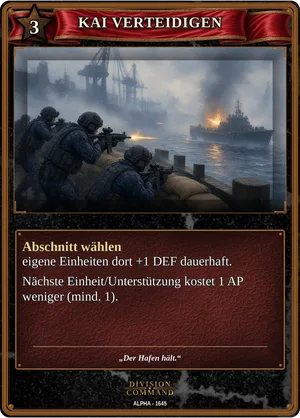 3
KAI VERTEIDIGEN
Abschnitt wählen
eigene Einheiten dort +1 DEF dauerhaft.
Nächste Einheit/Unterstützung kostet 1 AP
weniger (mind. 1).
„Der Hafen hält.“
DIVISION
COMMAND
ALPHA - 1645